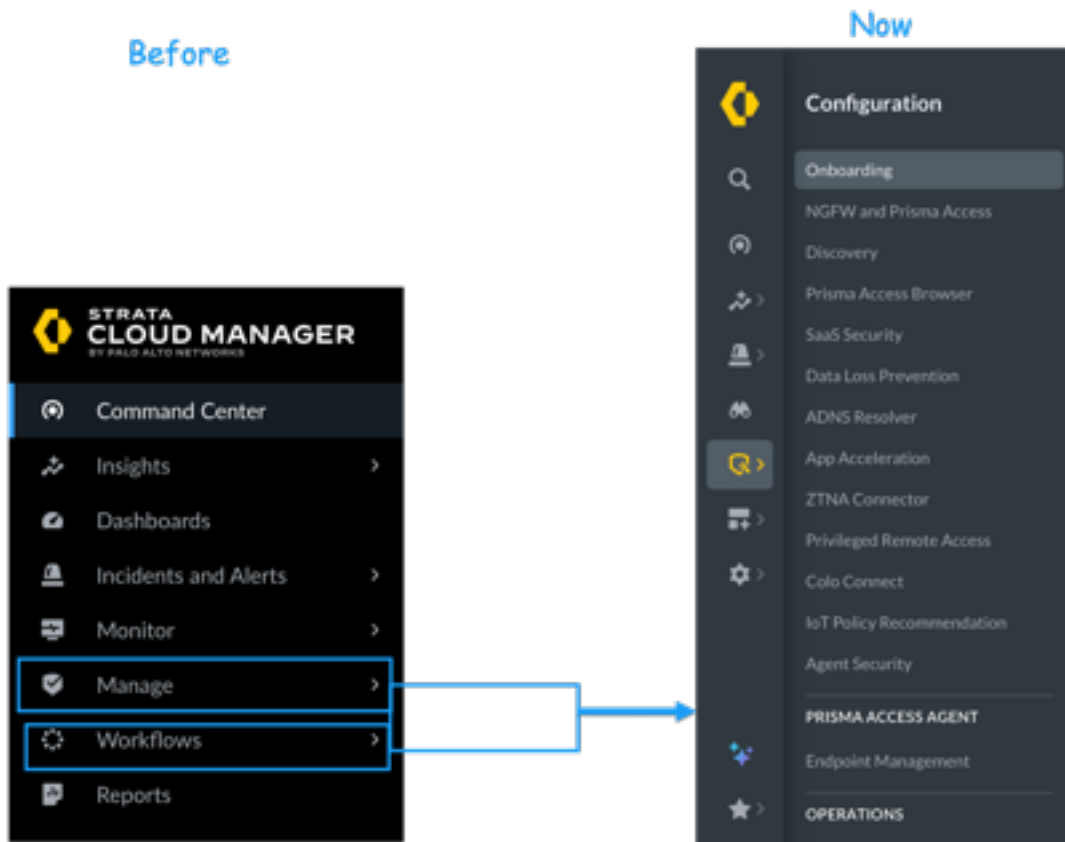 Before
STRATA
CLOUD MANAGER
BY PALO ALTO NETWORKS
Command Center
Insights
Dashboards
Incidents and Alerts
Monitor
Manage
Workflows
Reports
Now
Configuration
Onboarding
NGFW and Prisma Access
Discovery
Prisma Access Browser
SaaS Security
Data Loss Prevention
ADNS Resolver
App Acceleration
ZTNA Connector
Privileged Remote Access
Colo Connect
IoT Policy Recommendation
Agent Security
PRISMA ACCESS AGENT
Endpoint Management
OPERATIONS